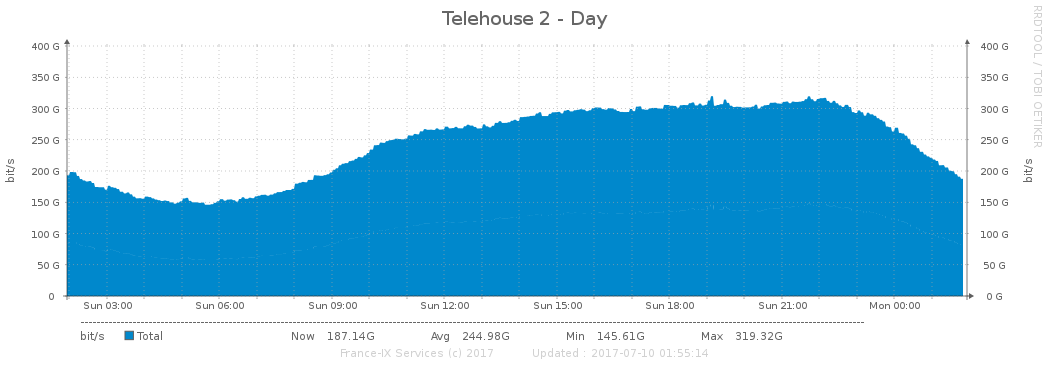 Telehouse 2 - Day
RRDTOOL / TOBI OETIKER
bit/s
400 G 400 G
350 G 350 G
300 G 300 G
250 G 250 G
200 G 200 G
150 G 150 G
100 G 100 G
50 G 50 G
0 0 G
bit/s
Sun 03:00 Sun 06:00 Sun 09:00 Sun 12:00 Sun 15:00 Sun 18:00 Sun 21:00 Mon 00:00
bit/s Total Now 187.14G Avg 244.98G Min 145.61G Max 319.32G
France-IX Services (c) 2017 Updated : 2017-07-10 01:55:14